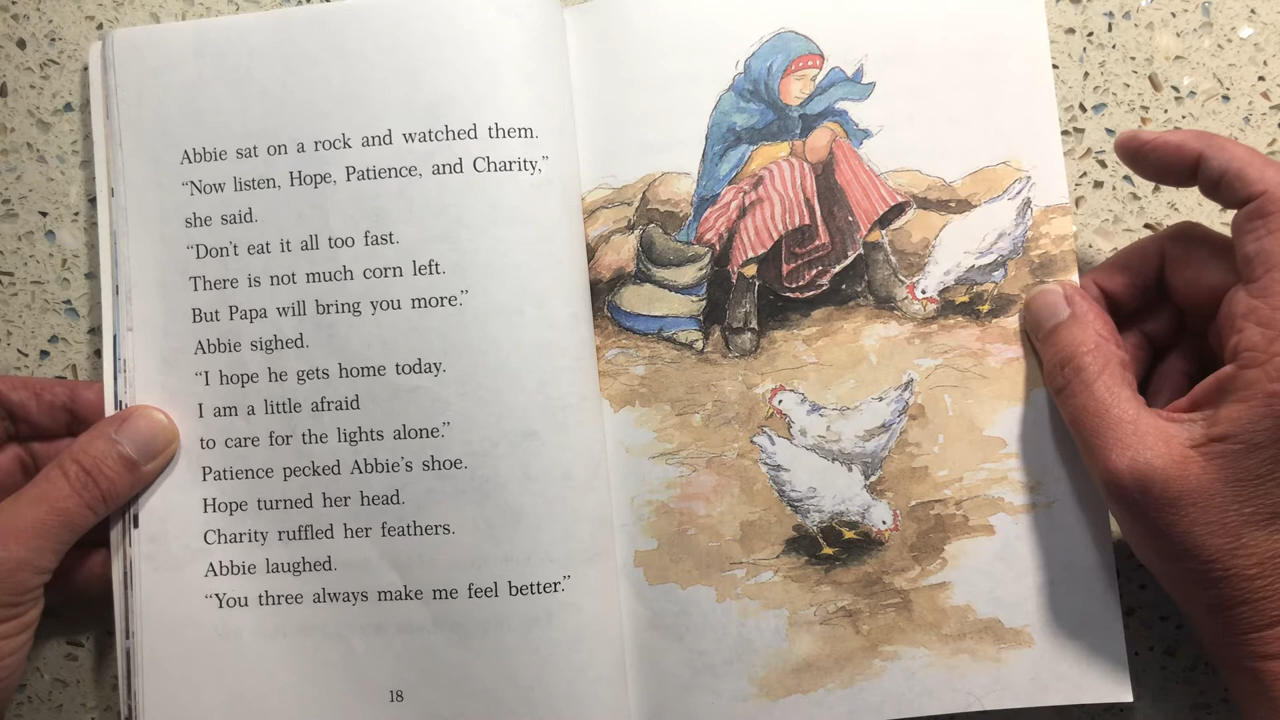 Abbie sat on a rock and watched them.
“Now listen, Hope, Patience, and Charity,”
she said.
“Don’t eat it all too fast.
There is not much corn left.
But Papa will bring you more.”
Abbie sighed.
“I hope he gets home today.
I am a little afraid
to care for the lights alone.”
Patience pecked Abbie’s shoe.
Hope turned her head.
Charity ruffled her feathers.
Abbie laughed.
“You three always make me feel better.”
18